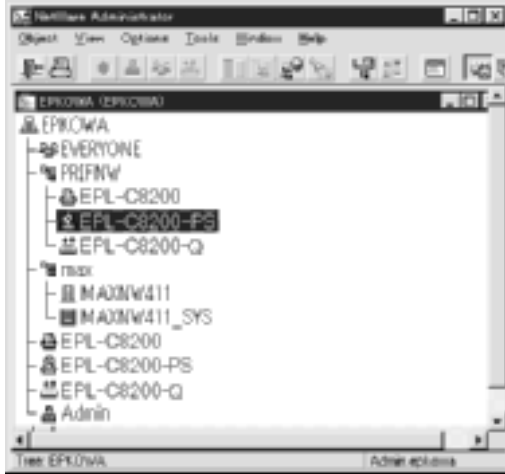 NetWare Administrator
Object View Options Tools Window Help
EPKOWA (EPKOWA)
EPKOWA
EVERYONE
PRIFNW
EPL-C8200
EPL-C8200-PS
EPL-C8200-Q
max
MAXNW411
MAXNW411_SYS
EPL-C8200
EPL-C8200-PS
EPL-C8200-Q
Admin
Tree: EPKOWA
Admin.epkowa